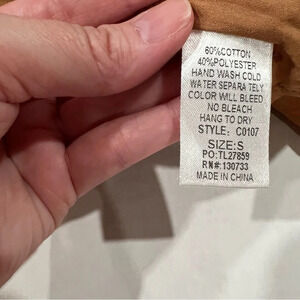 60%COTTON
40%POLYESTER
HAND WASH COLD
WATER SEPARA TELY
COLOR WILL BLEED
NO BLEACH
HANG TO DRY
STYLE: C0107
SIZE:S
PO:TL27859
RN#:130733
MADE IN CHINA